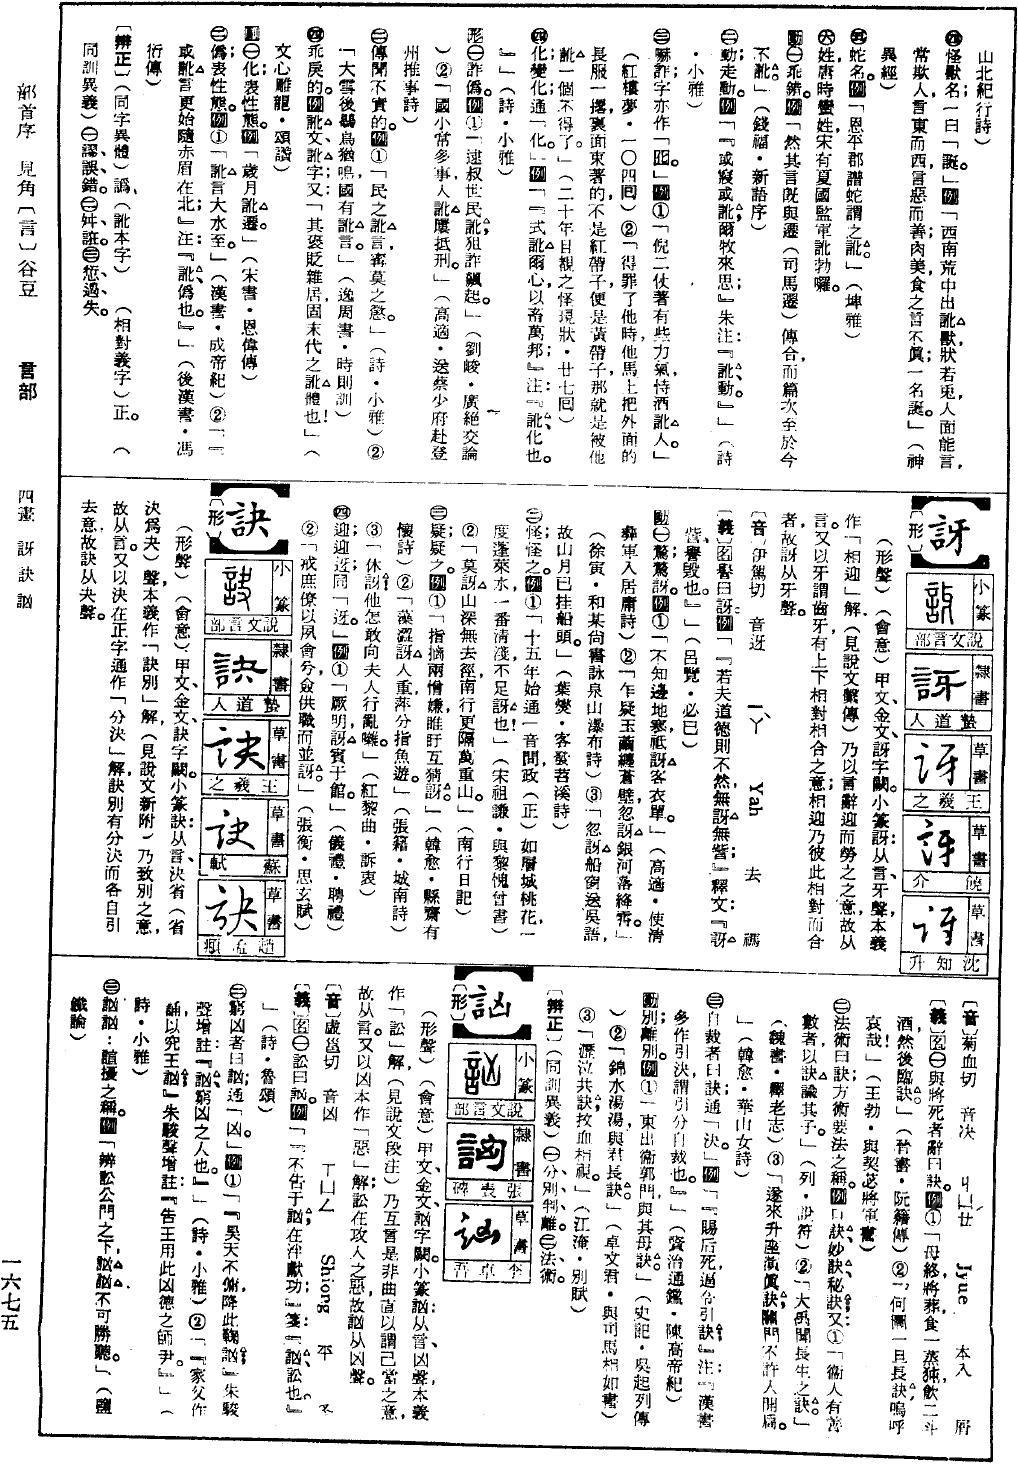 山北紀行詩）
㊄怪獸名一曰「誕」例「西南荒中出訛獸狀若兎人面能言，
常欺人言東而西言惡而善肉美食之言不眞一名誕。」（神
異經）
㊃蛇名。例「恩平郡譜蛇謂之訛。」（埤雅）
㊅姓唐時蠻姓宋有夏國監軍訛勃囉。
動㊀乖錯。例「然其言既與遷（司馬遷）傳合而篇次至於今
不訛」（錢福·新語序）
㊁動走動。例「『或寢或訛爾牧來思』朱注：『訛動。』」（詩
·小雅）
㊂嚇詐字亦作「㕤。」例①「倪二仗著有些力氣恃酒訛人。」
（紅樓夢·一〇四回）②「得罪了他時他馬上把外面的
長服一撂裏面束著的不是紅帶子便是黃帶子那就是被他
訛一個不得了。」（二十年目覩之怪現狀·廿七回）
㊃化變化通「化。」例「『式訛爾心以畜萬邦』注：『訛化也。
』」（詩·小雅）
形㊀詐僞。例①「逮叔世民訛狙詐飆起。」（劉峻·廣絕交論
）②「國小常多事人訛屢抵刑。」（高適·送蔡少府赴登
州推事詩）
㊁傳聞不實的。例①「民之訛言，寧莫之懲」（詩·小雅）②
「大雪後鶡鳥猶鳴國有訛言。」（逸周書·時則訓）
㊂乖戾的。例訛文訛字又「其褒貶雜居固末代之訛體也！」（
文心雕龍·頌讚）
副㊀化表性態。例「歲月訛遷。」（宋書·恩倖傳）
㊁僞表性態。例①「訛言大水至。」（漢書·成帝紀）②「『
或訛言更始隨赤眉在北』注：『訛僞也。』」（後漢書·馮
衍傳）
〔辨正〕（同字異體）譌、（訛本字）（相對義字）正。（
同訓異義）㊀謬、誤、錯。㊁舛、誑。㊂愆、過、失。
訝
〔形〕
小篆 說文言部
隸書 蟄道人
草書 王羲之
草書 饒介
草書 沈知升
（形聲）（會意）甲文、金文訝字闕。小篆訝从言牙聲，本義
作「相迎」解，（見說文繫傳）乃以言辭迎而勞之之意，故从
言；又以牙謂齒牙有上下相對相合之意，相迎乃彼此相對而合
者，故訝从牙聲。
〔音〕伊駕切 音迓 ㄧㄚ Yah 去 禡
〔義〕名譽曰訝。例「『若夫道德則不然無訝無訾』釋文：『訝
訾，譽毀也。』」（呂覽·必已）
動㊀驚驚訝。例①「不知邊地寒祗訝客衣單。」（高適·使清
彝軍入居庸詩）②「乍疑玉繭纏蒼壁忽訝銀河落絳霄。」
（徐寅·和某尙書詠泉山瀑布詩）③「忽訝船窗送吳語，
故山月已挂船頭。」（葉燮·客發苕溪詩）
㊁怪怪之。例①「十五年始通一音問，政（正）如層城桃花一
度蓬萊水一番清淺不足訝也！」（宋祖謙·與黎愧曾書）
②「莫訝山深無去徑南行更隔萬重山。」（南行日記）
㊂疑疑之。例①「指摘兩憎嫌睢盱互猜訝。」（韓愈·縣齋有
懷詩）②「藻澀訝人重萍分指魚遊。」（張籍·城南詩）
③「休訝他怎敢向夫人行亂嚷」（紅黎曲·訴衷）
㊃迎迎迓同「迓。」例①「厥明訝賓于館。」（儀禮·聘禮）
②「戒庶僚以夙會兮僉供職而並訝。」（張衡·思玄賦）
訣
〔形〕
小篆 說文言部
隸書 蟄道人
草書 王羲之
草書 蘇軾
草書 趙孟頫
（形聲）（會意）甲文、金文訣字闕。小篆訣从言決省（省
決爲夬）聲，本義作「訣別」解，（見說文新附）乃致別之意，
故从言。又以決在正字通作「分決」解，訣別有分決而各自引
去意，故訣从夬聲。
〔音〕菊血切 音决 ㄐㄩㄝ Jyue 本入 屑
〔義〕名㊀與將死者辭曰訣。例①「母終將葬食一蒸㹠飮二斗
酒，然後臨訣。」（晉書·阮籍傳）②「何圖一旦長訣嗚呼
哀哉！」（王勃·與契苾將軍書）
㊁法術曰訣方術要法之稱。例口訣妙訣秘訣又：①「衞人有善
數者以訣諭其子。」（列·說符）②「大禹聞長生之訣。」
（魏書·釋老志）③「遂來升座演眞訣觀門不許人開扃。
」（韓愈·華山女詩）
㊂自裁者曰訣，通「决。」例「『賜后死過令引訣』注：『漢書
多作引決謂引分自裁也。』」（資治通鑑·陳高帝紀）
動別離別。例①「東出衞郭門與其母訣。」（史記·吳起列傳
）②「錦水湯湯與君長訣。」（卓文君·與司馬相如書）
③「瀝泣共訣抆血相視。」（江淹·別賦）
〔辨正〕（同訓異義）㊀分、別、判、離。㊁法、術。
訩
〔形〕
小篆 說文言部
隸書 張表碑
草書 李卓吾
（形聲）（會意）甲文、金文訩字闕。小篆訩从言凶聲，本義
作「訟」解，（見說文段注）乃互言是非曲直以謂己當之意，
故从言；又以凶本作「惡」解，訟在攻人之惡，故訩从凶聲。
〔音〕虛邕切 音凶 ㄒㄩㄥ Shiong 平 冬
〔義〕名㊀訟曰訩。例「『不告于訩在泮獻功』箋：『訩訟也。』
」（詩·魯頌）
㊁窮凶者曰訩，通「凶。」例①「『昊天不傭降此鞠訩』朱駿
聲增註：『訩窮凶之人也。』」（詩·小雅）②「『家父作
誦以究王訩』朱駿聲增註：『告王用此凶德之師尹。』」（
詩·小雅）
㊂訩訩：諠擾之稱。例「辨訟公門之下，訩訩不可勝聽。」（鹽
鐵論）
部首序 見角〔言〕谷豆 言部 四畫 訝訣訩 一六七五